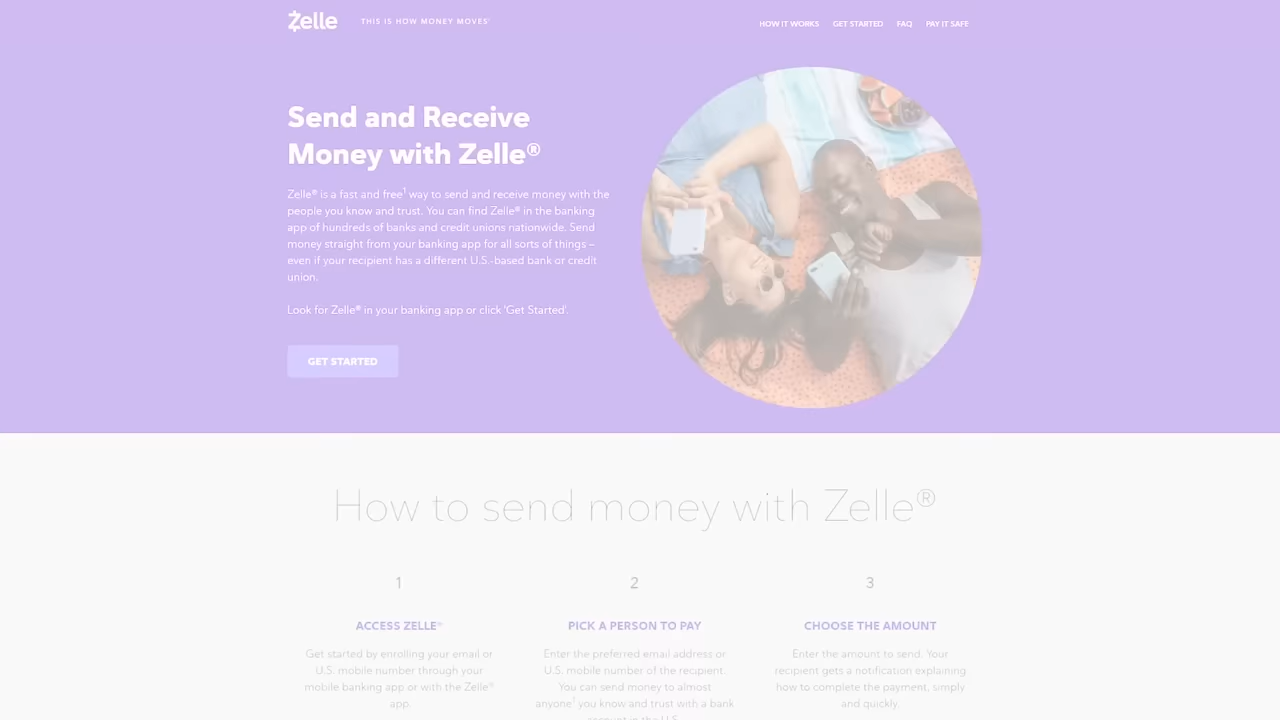 Zelle THIS IS HOW MONEY MOVES®
HOW IT WORKS GET STARTED FAQ PAY IT SAFE
Send and Receive
Money with Zelle®
Zelle® is a fast and free¹ way to send and receive money with the
people you know and trust. You can find Zelle® in the banking
app of hundreds of banks and credit unions nationwide. Send
money straight from your banking app for all sorts of things –
even if your recipient has a different U.S.-based bank or credit
union.
Look for Zelle® in your banking app or click 'Get Started'.
GET STARTED
How to send money with Zelle®
1
ACCESS ZELLE®
Get started by enrolling your email or
U.S. mobile number through your
mobile banking app or with the Zelle®
app.
2
PICK A PERSON TO PAY
Enter the preferred email address or
U.S. mobile number of the recipient.
You can send money to almost
anyone¹ you know and trust with a bank
account in the U.S.
3
CHOOSE THE AMOUNT
Enter the amount to send. Your
recipient gets a notification explaining
how to complete the payment, simply
and quickly.